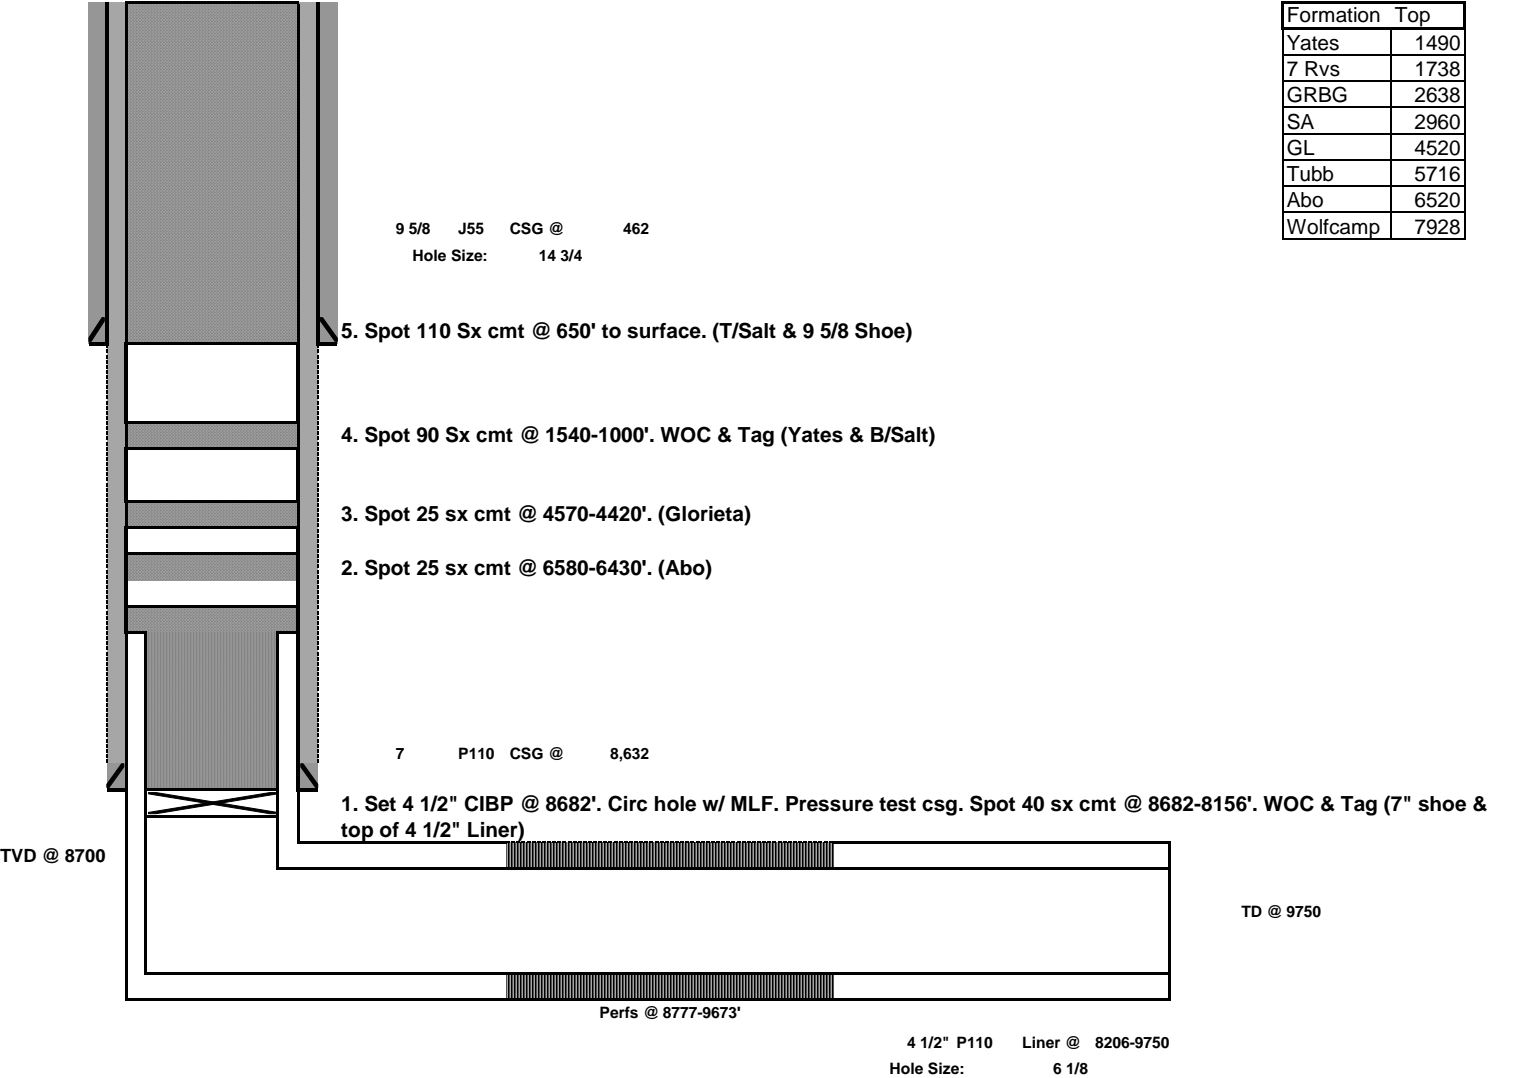 Formation Top
Yates 1490
7 Rvs 1738
GRBG 2638
SA 2960
GL 4520
Tubb 5716
Abo 6520
Wolfcamp 7928
9 5/8 J55 CSG @ 462
Hole Size: 14 3/4
5. Spot 110 Sx cmt @ 650' to surface. (T/Salt & 9 5/8 Shoe)
4. Spot 90 Sx cmt @ 1540-1000'. WOC & Tag (Yates & B/Salt)
3. Spot 25 sx cmt @ 4570-4420'. (Glorieta)
2. Spot 25 sx cmt @ 6580-6430'. (Abo)
7 P110 CSG @ 8,632
1. Set 4 1/2" CIBP @ 8682'. Circ hole w/ MLF. Pressure test csg. Spot 40 sx cmt @ 8682-8156'. WOC & Tag (7" shoe &
top of 4 1/2" Liner)
TVD @ 8700
TD @ 9750
Perfs @ 8777-9673'
4 1/2" P110 Liner @ 8206-9750
Hole Size: 6 1/8